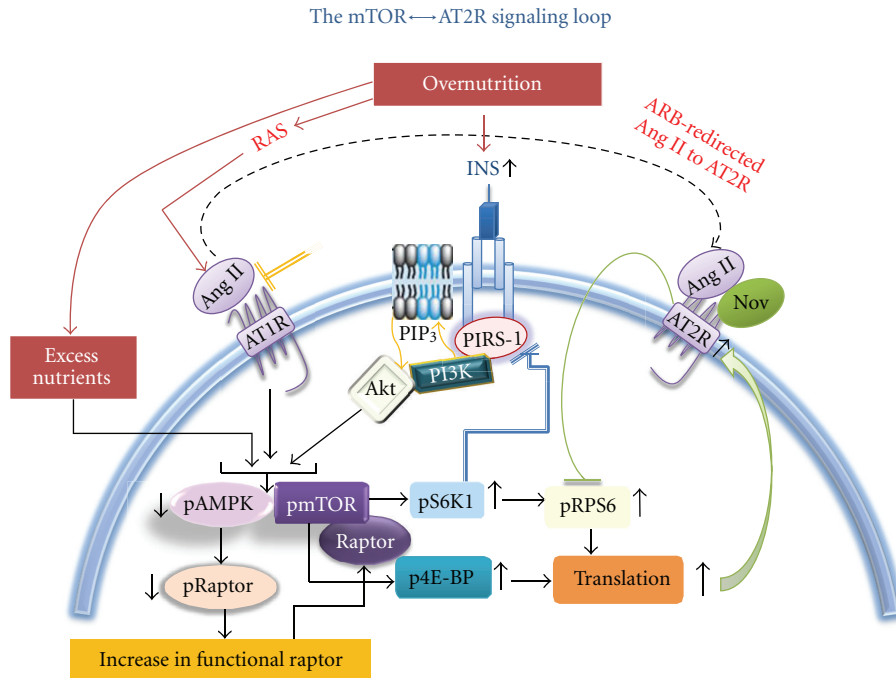 The mTOR⟷AT2R signaling loop
Overnutrition
RAS
ARB-redirected
Ang II to AT2R
INS
Ang II
Ang II
Nov
AT1R
AT2R
PIP3
PIRS-1
PI3K
Akt
Excess
nutrients
pAMPK
pmTOR
pS6K1
pRPS6
Raptor
pRaptor
p4E-BP
Translation
Increase in functional raptor